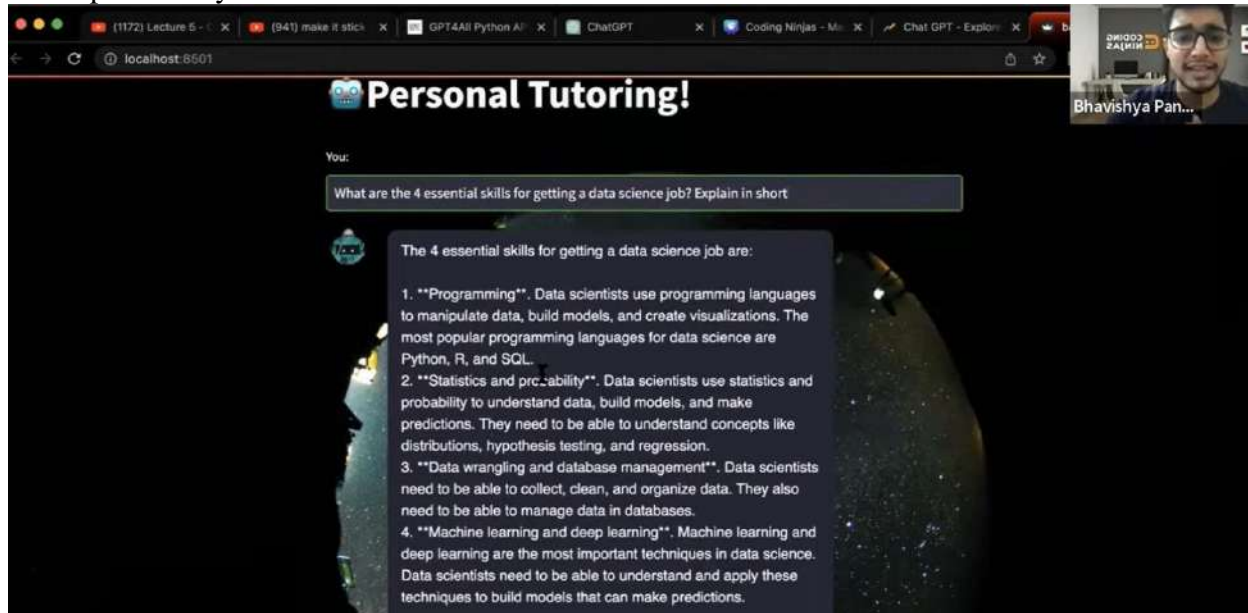 (1172) Lecture 5 - C
(941) make it stick
GPT4All Python AP
ChatGPT
Coding Ninjas - Ma
Chat GPT - Explore
b
localhost:8501
CODING
NINJAS
Bhavishya Pan...
Personal Tutoring!
You:
What are the 4 essential skills for getting a data science job? Explain in short
The 4 essential skills for getting a data science job are:
1. **Programming**. Data scientists use programming languages
to manipulate data, build models, and create visualizations. The
most popular programming languages for data science are
Python, R, and SQL.
2. **Statistics and probability**. Data scientists use statistics and
probability to understand data, build models, and make
predictions. They need to be able to understand concepts like
distributions, hypothesis testing, and regression.
3. **Data wrangling and database management**. Data scientists
need to be able to collect, clean, and organize data. They also
need to be able to manage data in databases.
4. **Machine learning and deep learning**. Machine learning and
deep learning are the most important techniques in data science.
Data scientists need to be able to understand and apply these
techniques to build models that can make predictions.